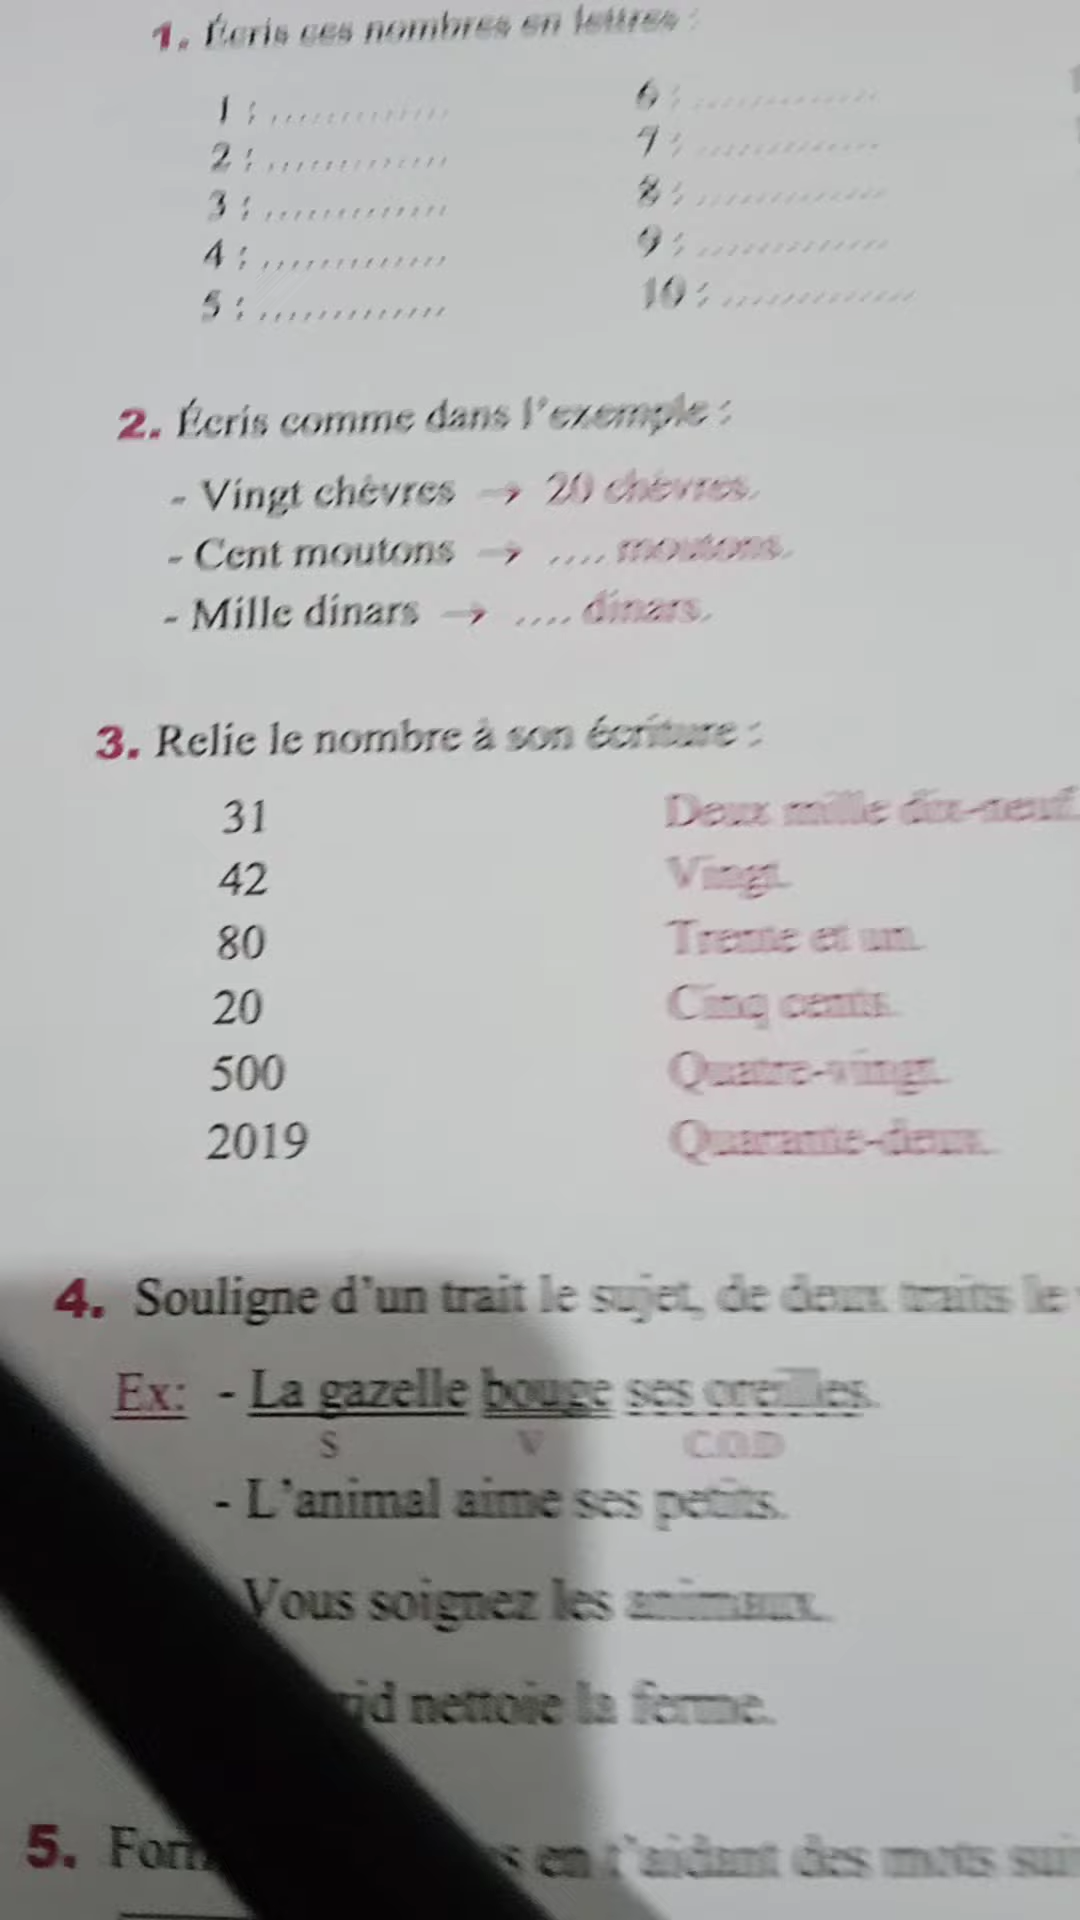 1. Écris ces nombres en lettres :
1 : ............. 6 : .............
2 : ............. 7 : .............
3 : ............. 8 : .............
4 : ............. 9 : .............
5 : ............. 10 : .............
2. Écris comme dans l'exemple :
- Vingt chèvres → 20 chèvres.
- Cent moutons → .... moutons.
- Mille dinars → .... dinars.
3. Relie le nombre à son écriture :
31 Deux mille dix-neuf.
42 Vingt.
80 Trente et un.
20 Cinq cents.
500 Quatre-vingt.
2019 Quarante-deux.
4. Souligne d'un trait le sujet, de deux traits le
Ex: - La gazelle bouge ses oreilles.
S V C.O.D
- L'animal aime ses petits.
Vous soignez les animaux.
nettoie la ferme.
5. en t'aidant des mots